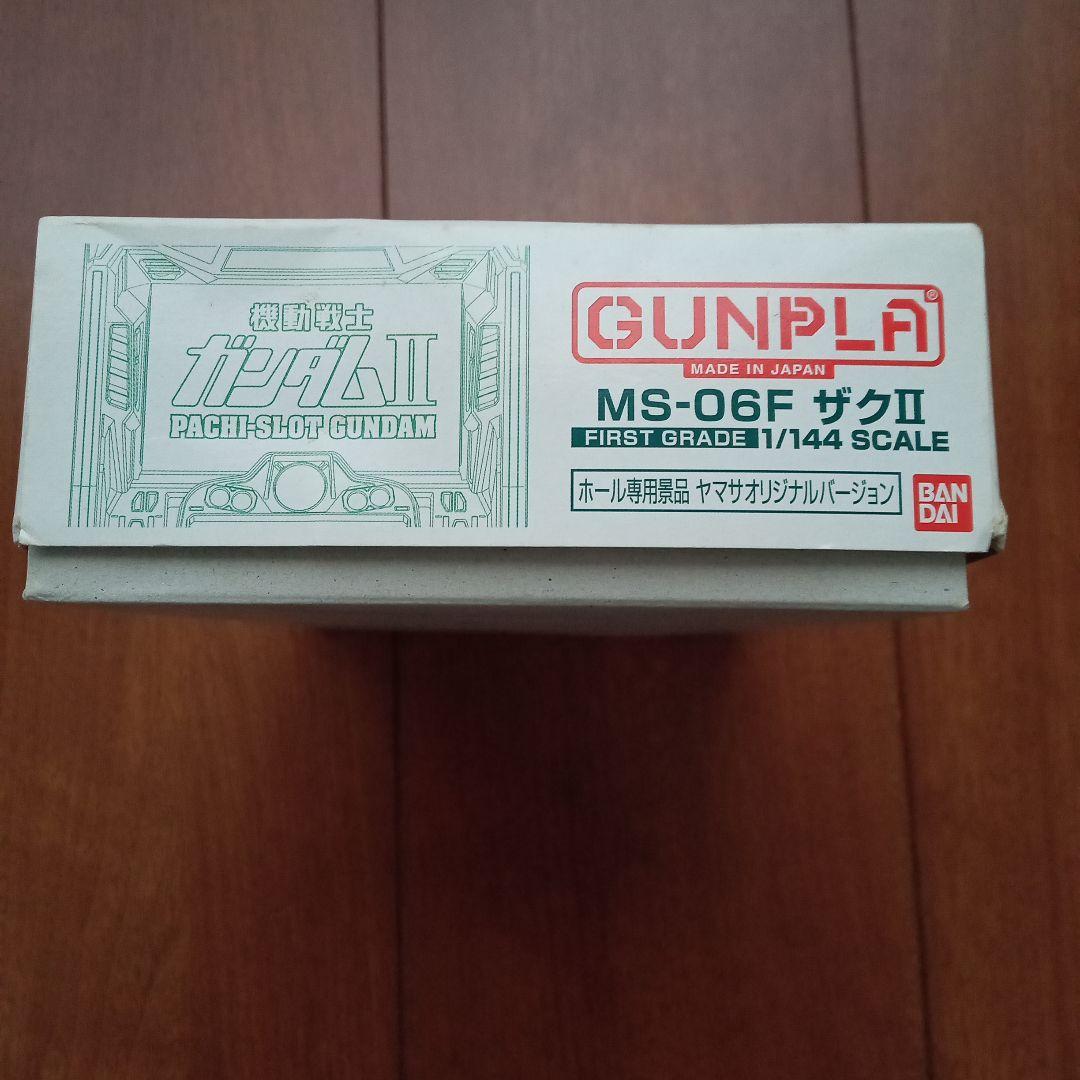 機動戦士
ガンダムⅡ
PACHI-SLOT GUNDAM
GUNPLA®
MADE IN JAPAN
MS-06F ザクⅡ
FIRST GRADE 1/144 SCALE
ホール専用景品 ヤマサオリジナルバージョン
BAN
DAI